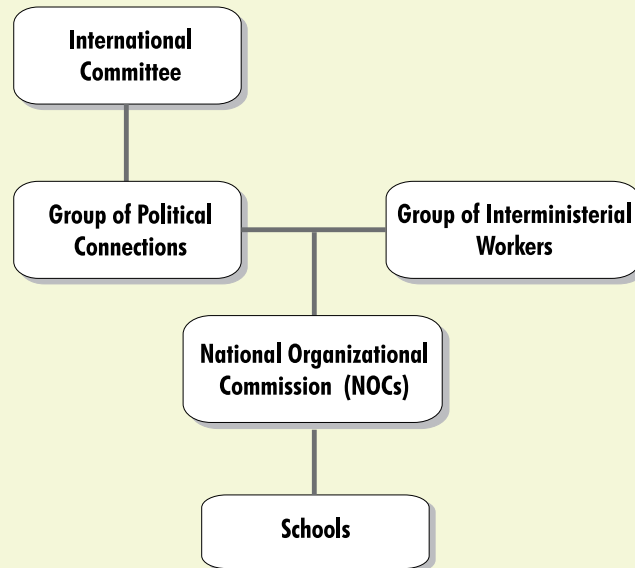 International
Committee
Group of Political
Connections
Group of Interministerial
Workers
National Organizational
Commission (NOCs)
Schools